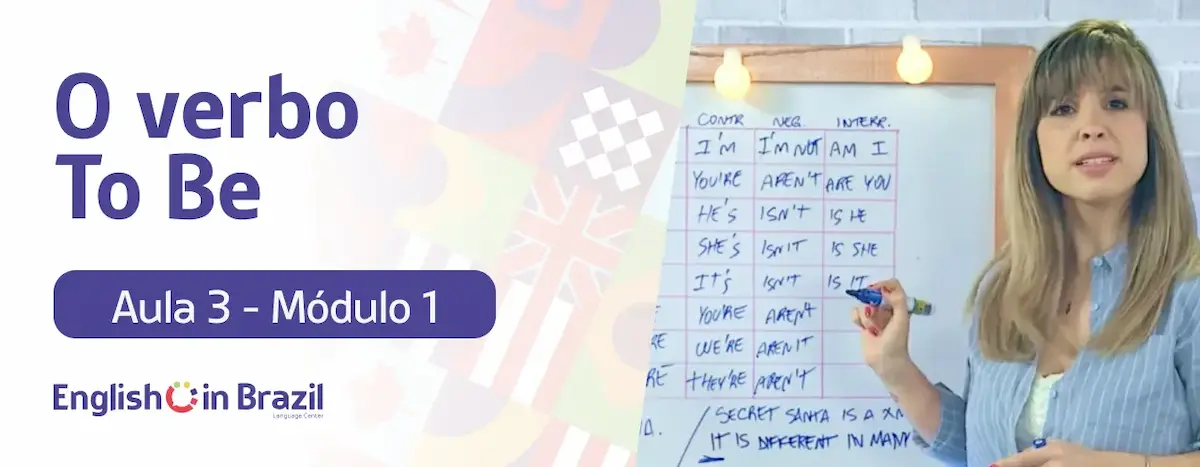 O verbo
To Be
Aula 3 - Módulo 1
English in Brazil
Language Center
CONTR NEG. INTERR.
I'M I'M NOT AM I
YOU'RE AREN'T ARE YOU
HE'S ISN'T IS HE
SHE'S ISN'T IS SHE
IT'S ISN'T IS IT
YOU'RE AREN'T
RE WE'RE AREN'T
RE THEY'RE AREN'T
/ SECRET SANTA IS A
IT IS DIFFERENT IN MANY